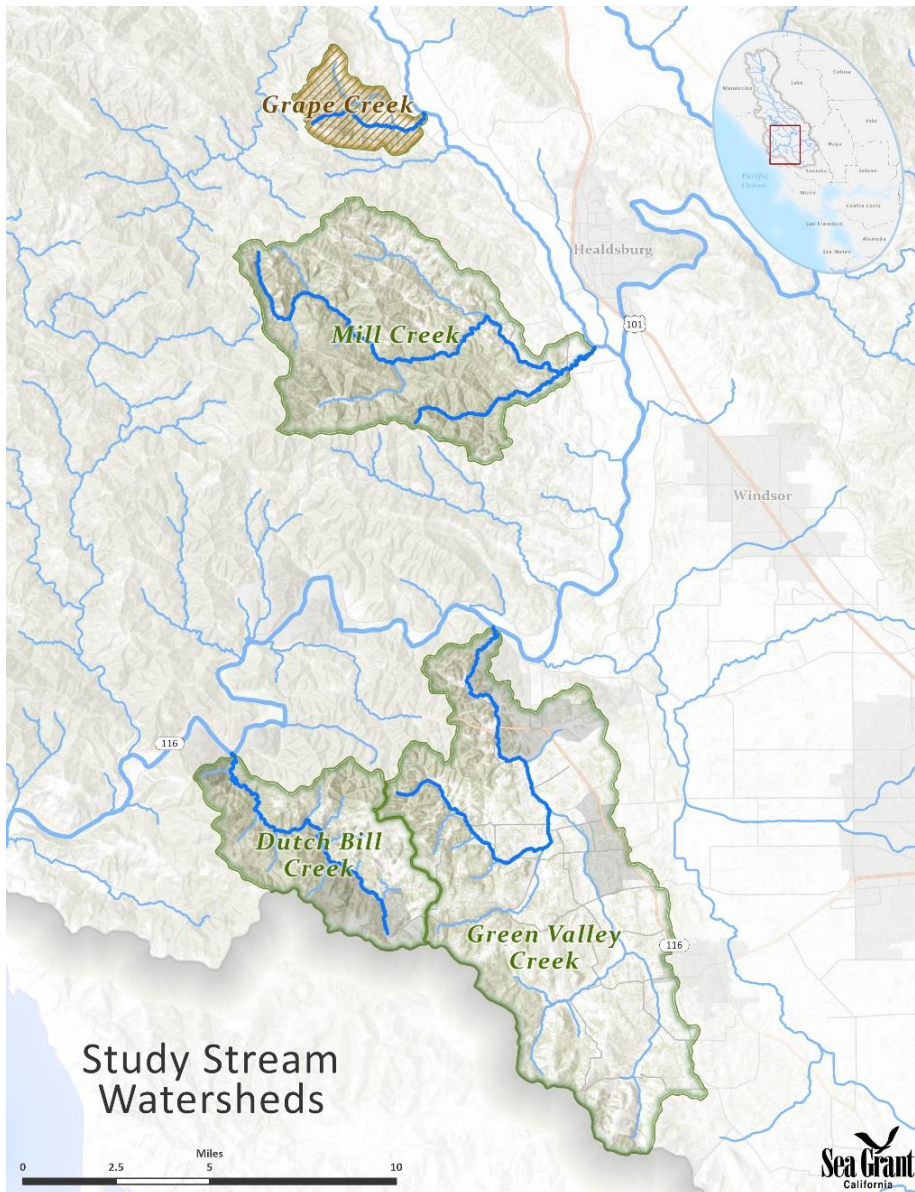 Grape Creek
Mendocino
Lake
Colusa
Yolo
Napa
Sonoma
Solano
Marin
Pacific
Ocean
Contra Costa
San Francisco
Alameda
San Mateo
Healdsburg
101
Mill Creek
Windsor
116
Dutch Bill
Creek
Green Valley
Creek
116
Study Stream
Watersheds
Miles
0 2.5 5 10
Sea Grant
California